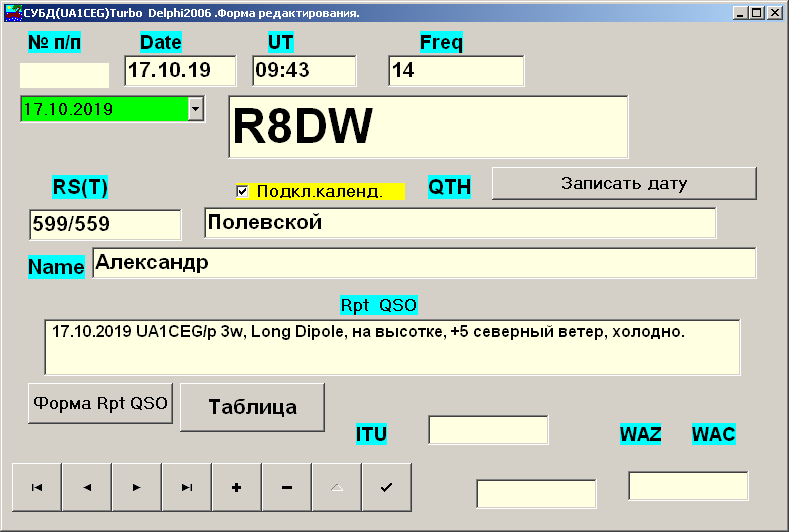 СУБД(UA1CEG)Turbo Delphi2006 .Форма редактирования.
№ п/п Date UT Freq
17.10.19 09:43 14
17.10.2019
R8DW
RS(T) Подкл.календ. QTH Записать дату
599/559 Полевской
Name Александр
Rpt QSO
17.10.2019 UA1CEG/p 3w, Long Dipole, на высотке, +5 северный ветер, холодно.
Форма Rpt QSO Таблица
ITU WAZ WAC